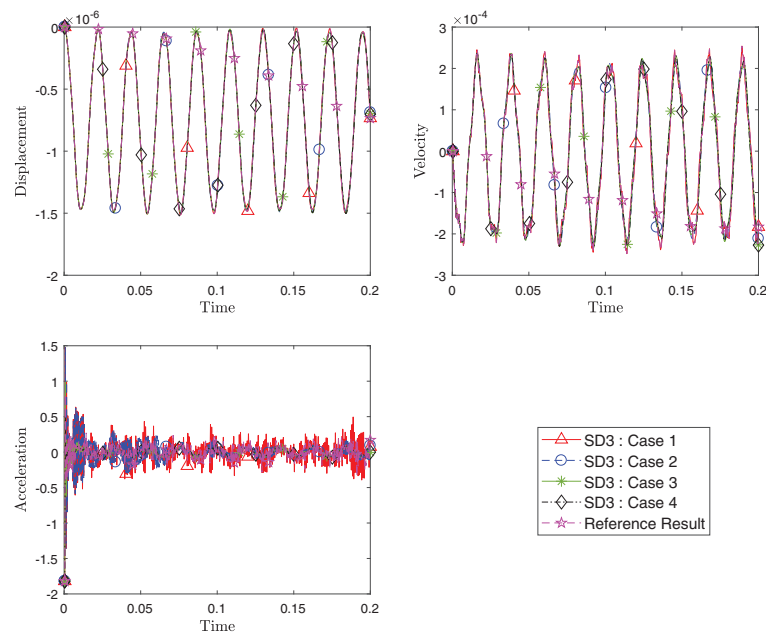 ×10⁻⁶
0
-0.5
-1
-1.5
-2
Displacement
0 0.05 0.1 0.15 0.2
Time
×10⁻⁴
3
2
1
0
-1
-2
-3
Velocity
0 0.05 0.1 0.15 0.2
Time
1.5
1
0.5
0
-0.5
-1
-1.5
-2
Acceleration
0 0.05 0.1 0.15 0.2
Time
SD3 : Case 1
SD3 : Case 2
SD3 : Case 3
SD3 : Case 4
Reference Result